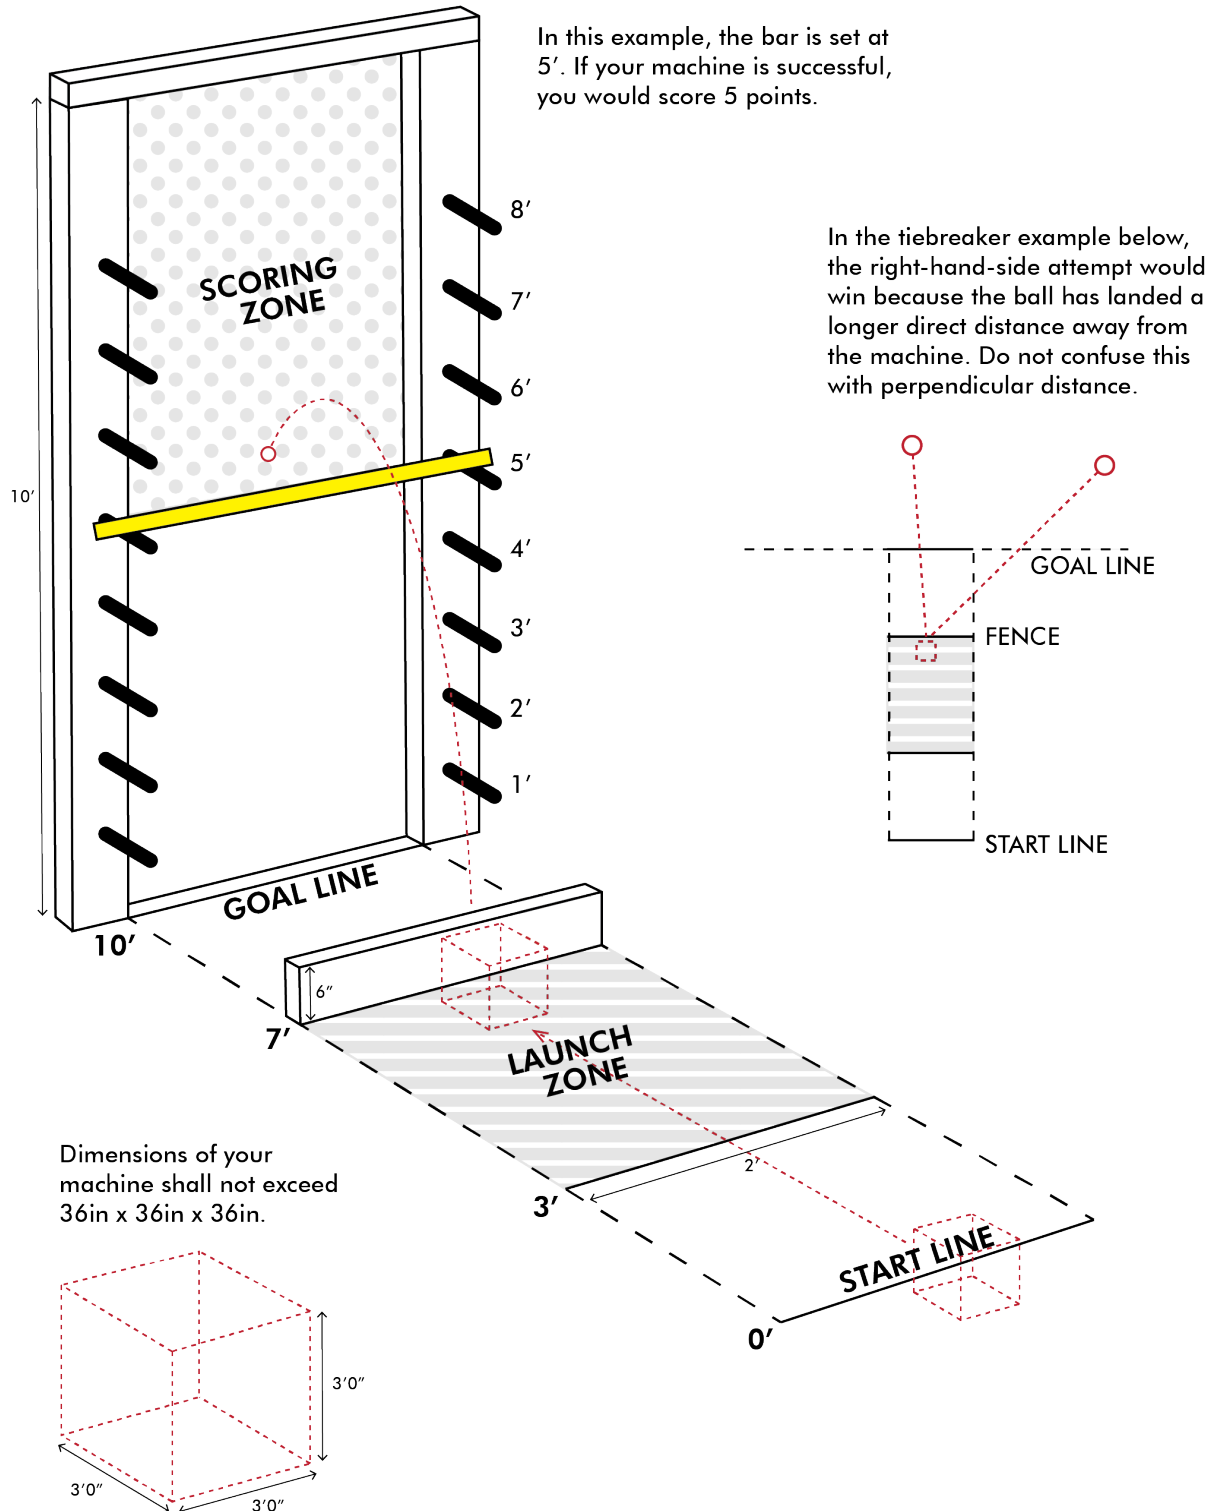 In this example, the bar is set at
5’. If your machine is successful,
you would score 5 points.
8’
7’
6’
5’
4’
3’
2’
1’
SCORING
ZONE
10’
In the tiebreaker example below,
the right-hand-side attempt would
win because the ball has landed a
longer direct distance away from
the machine. Do not confuse this
with perpendicular distance.
GOAL LINE
FENCE
START LINE
GOAL LINE
10’
6”
7’
LAUNCH
ZONE
2’
3’
START LINE
0’
Dimensions of your
machine shall not exceed
36in x 36in x 36in.
3’0”
3’0”
3’0”